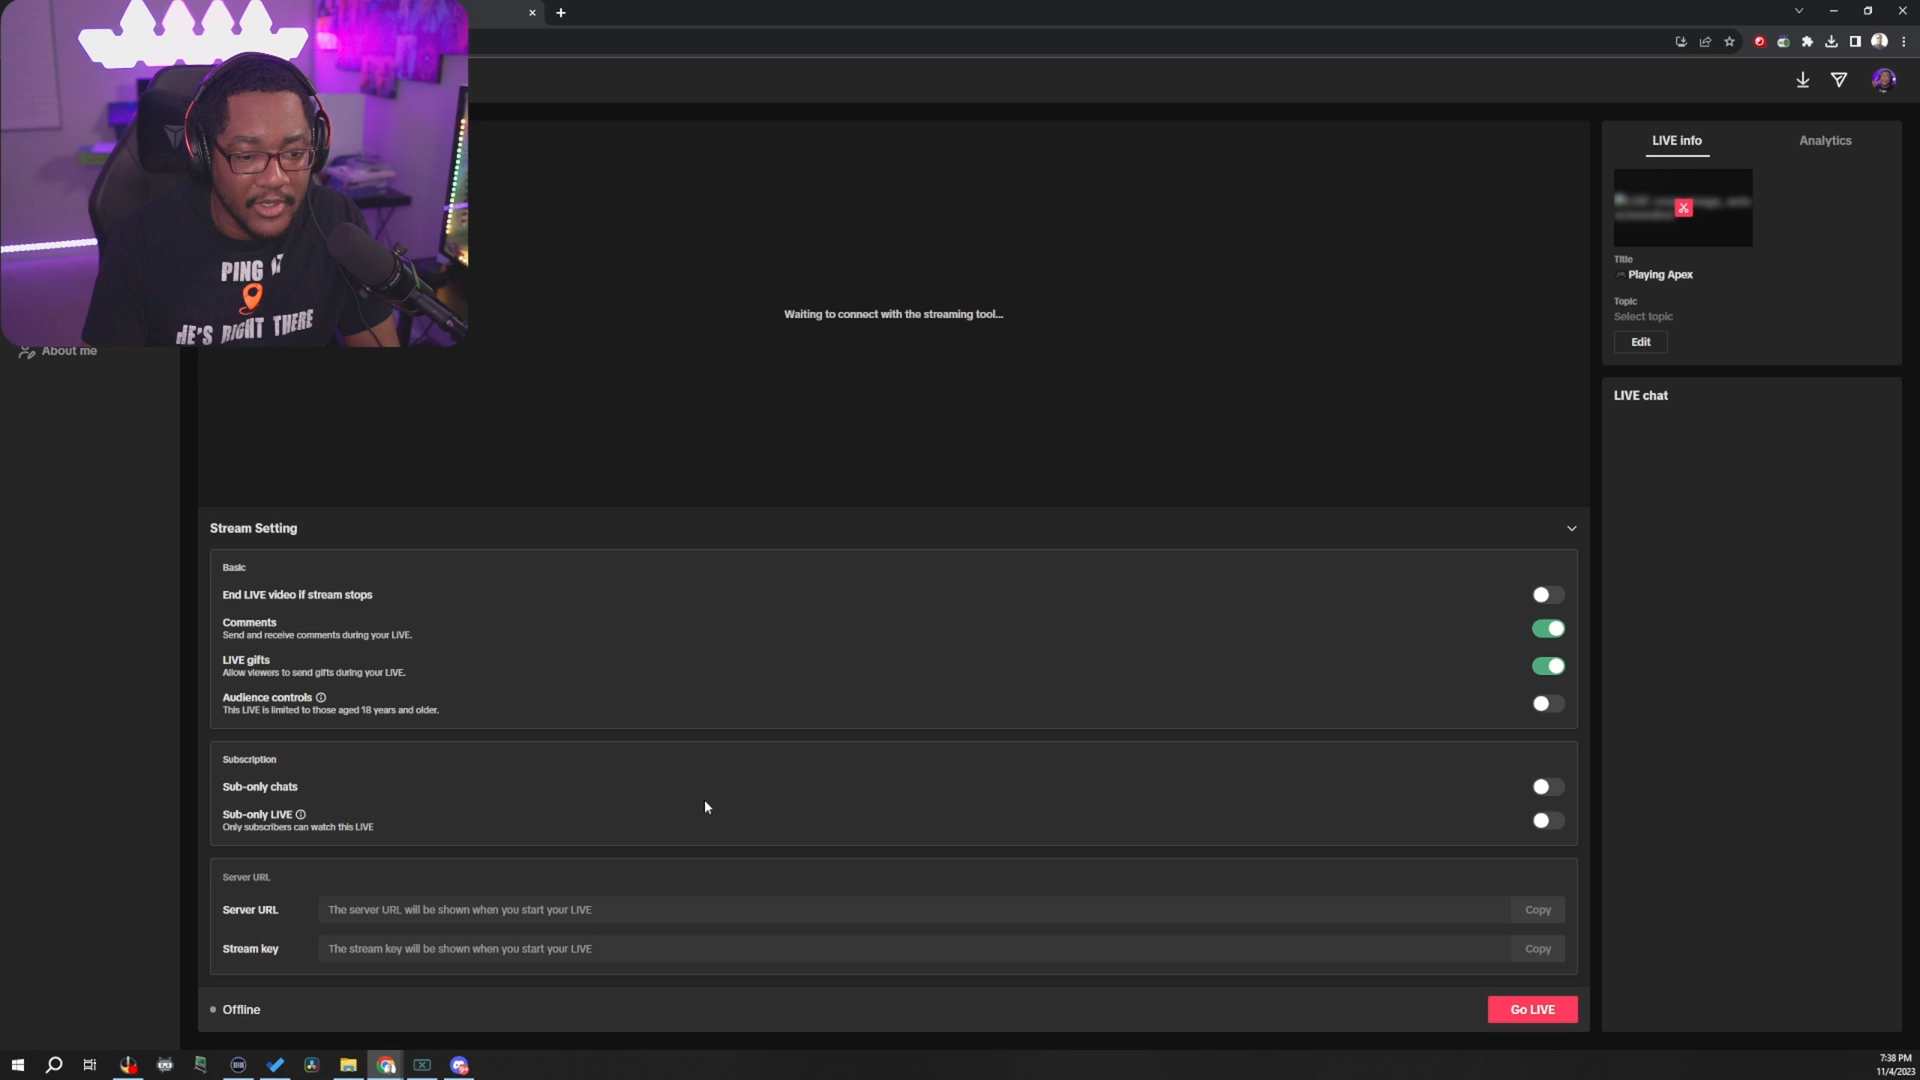 PING IT
HE'S RIGHT THERE
About me
Waiting to connect with the streaming tool...
LIVE info
Analytics
Title
Playing Apex
Topic
Select topic
Edit
LIVE chat
Stream Setting
Basic
End LIVE video if stream stops
Comments
Send and receive comments during your LIVE.
LIVE gifts
Allow viewers to send gifts during your LIVE.
Audience controls
This LIVE is limited to those aged 18 years and older.
Subscription
Sub-only chats
Sub-only LIVE
Only subscribers can watch this LIVE
Server URL
Server URL
The server URL will be shown when you start your LIVE
Copy
Stream key
The stream key will be shown when you start your LIVE
Copy
Offline
Go LIVE
7:38 PM
11/4/2023